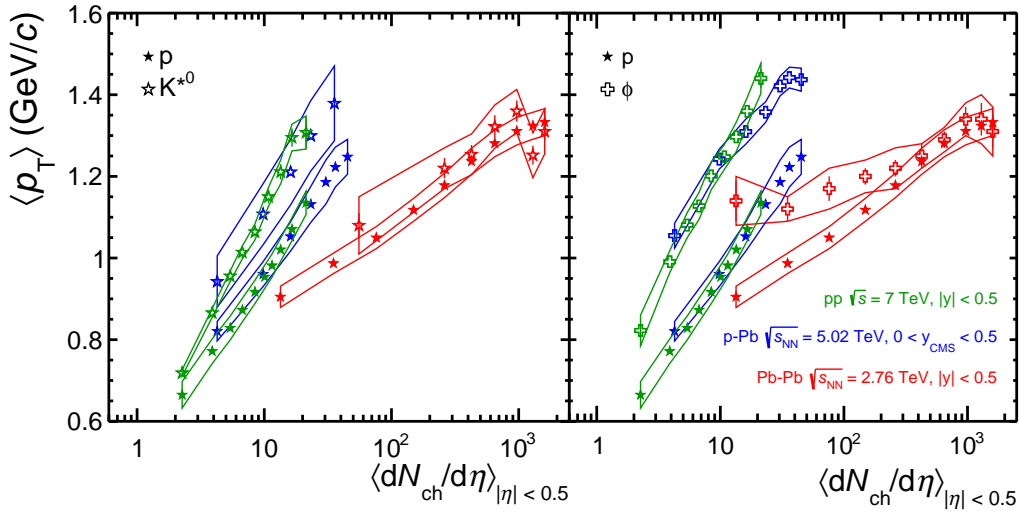 ⟨p_T⟩ (GeV/c)
1.6
1.4
1.2
1
0.8
0.6
p
K*0
1 10 10² 10³
⟨dN_ch/dη⟩_|η| < 0.5
p
ϕ
pp √s = 7 TeV, |y| < 0.5
p-Pb √s_NN = 5.02 TeV, 0 < y_CMS < 0.5
Pb-Pb √s_NN = 2.76 TeV, |y| < 0.5
1 10 10² 10³
⟨dN_ch/dη⟩_|η| < 0.5